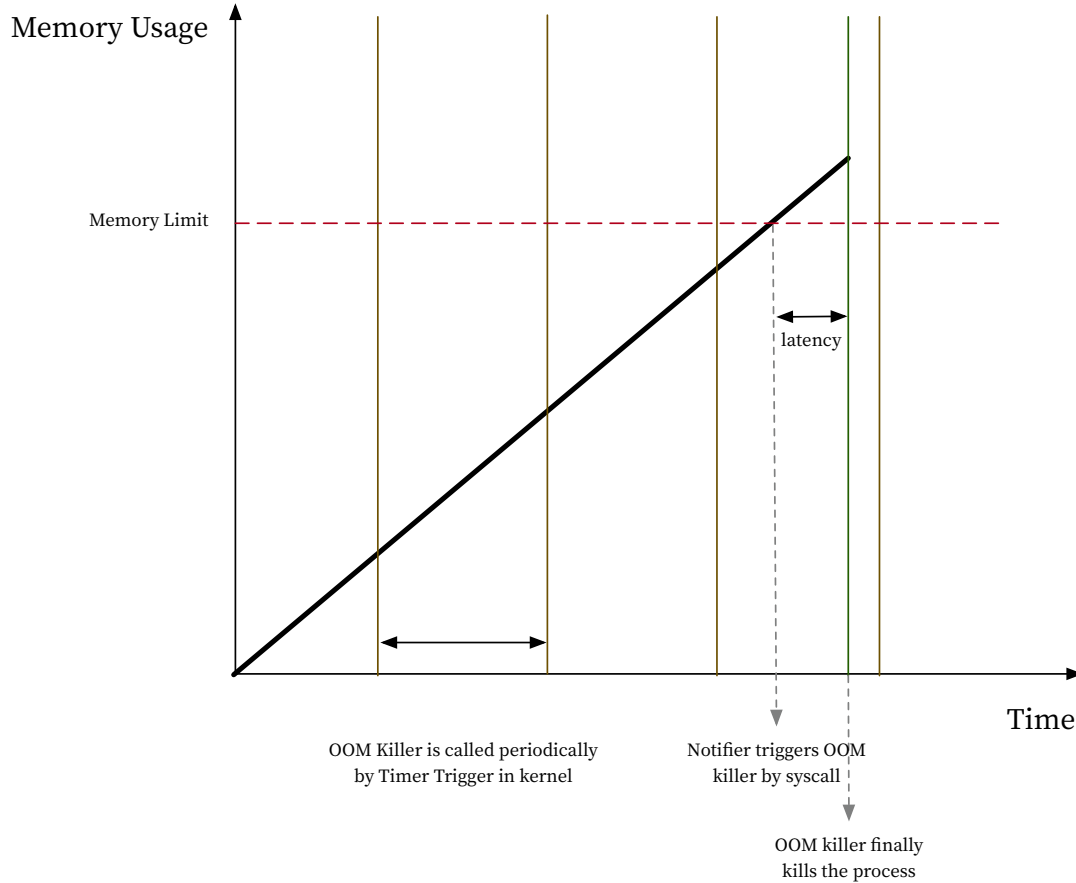 Memory Usage
Memory Limit
latency
Time
OOM Killer is called periodically
by Timer Trigger in kernel
Notifier triggers OOM
killer by syscall
OOM killer finally
kills the process